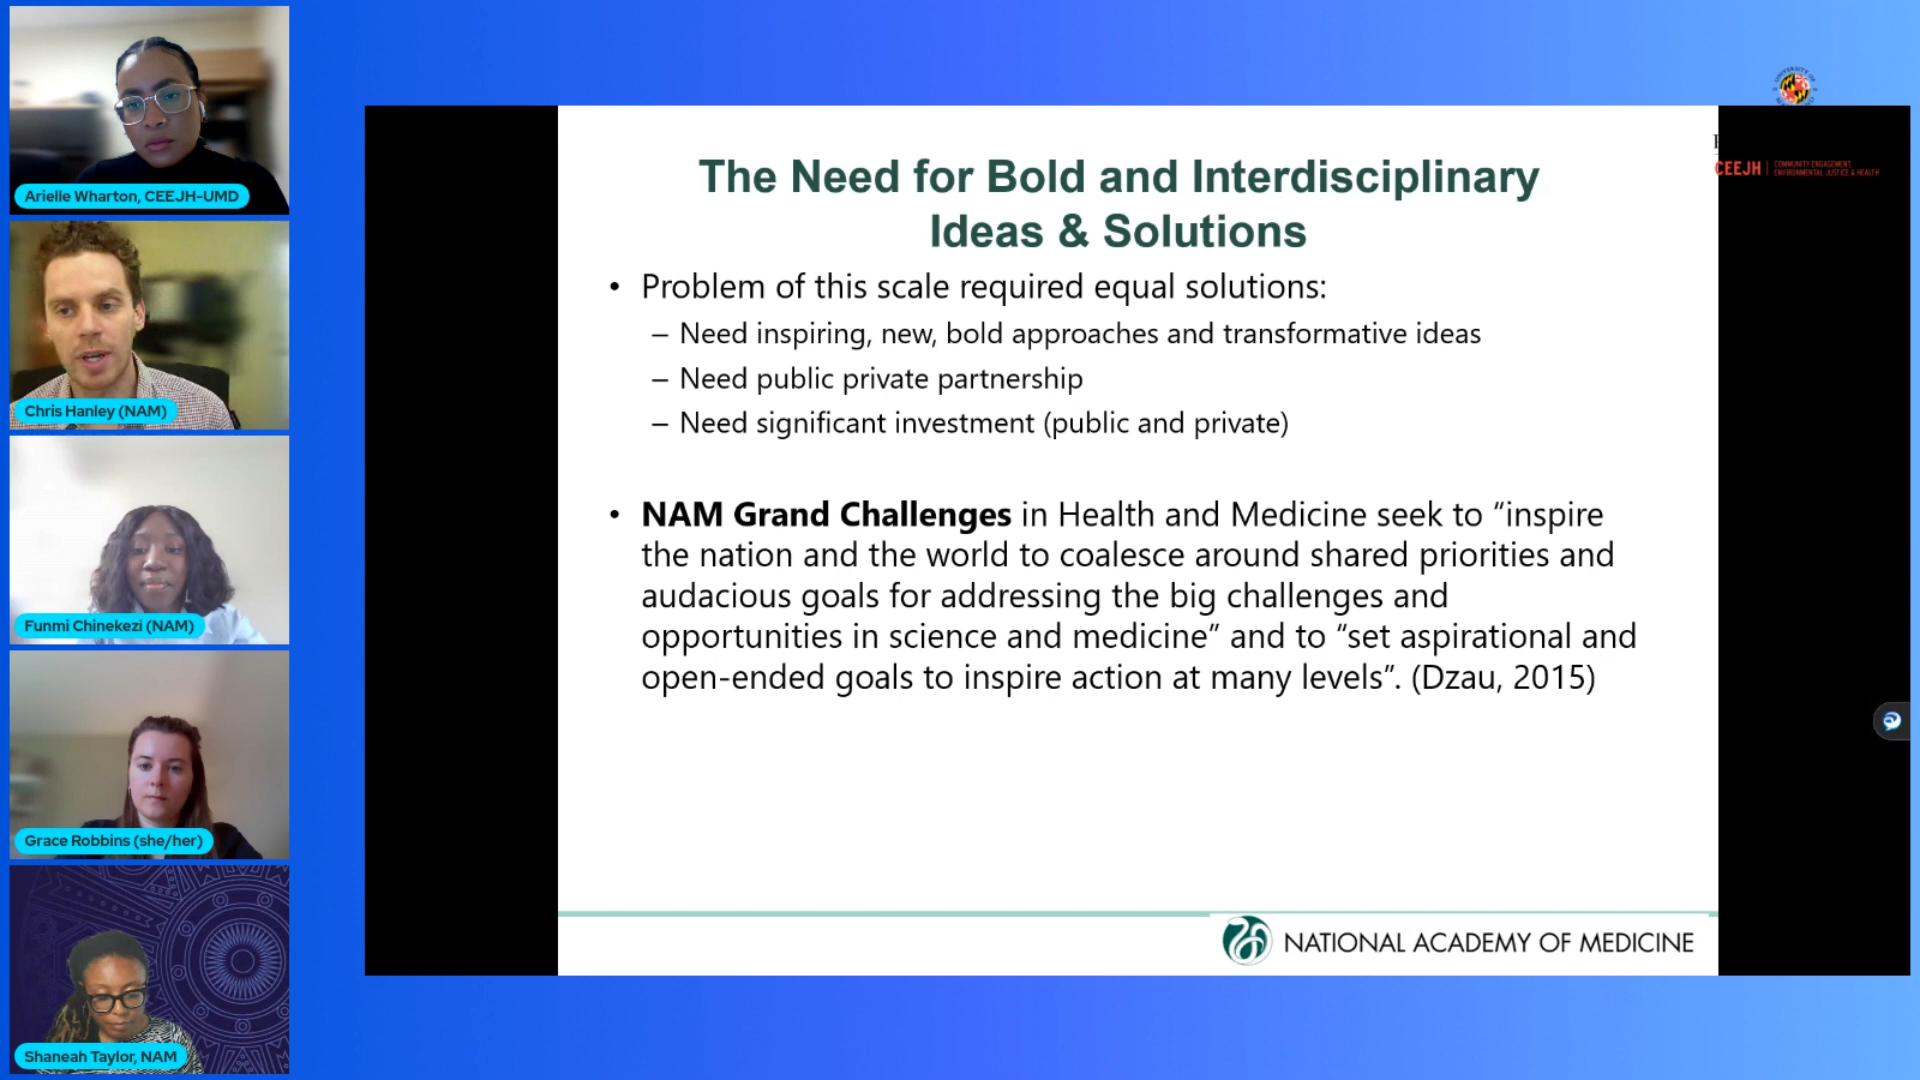 Arielle Wharton, CEEJH-UMD
Chris Hanley (NAM)
Funmi Chinekezi (NAM)
Grace Robbins (she/her)
Shaneah Taylor, NAM
The Need for Bold and Interdisciplinary
Ideas & Solutions
• Problem of this scale required equal solutions:
– Need inspiring, new, bold approaches and transformative ideas
– Need public private partnership
– Need significant investment (public and private)
• NAM Grand Challenges in Health and Medicine seek to “inspire
the nation and the world to coalesce around shared priorities and
audacious goals for addressing the big challenges and
opportunities in science and medicine” and to “set aspirational and
open-ended goals to inspire action at many levels”. (Dzau, 2015)
NATIONAL ACADEMY OF MEDICINE
UNIVERSITY OF
CEEJH
COMMUNITY ENGAGEMENT,
ENVIRONMENTAL JUSTICE & HEALTH